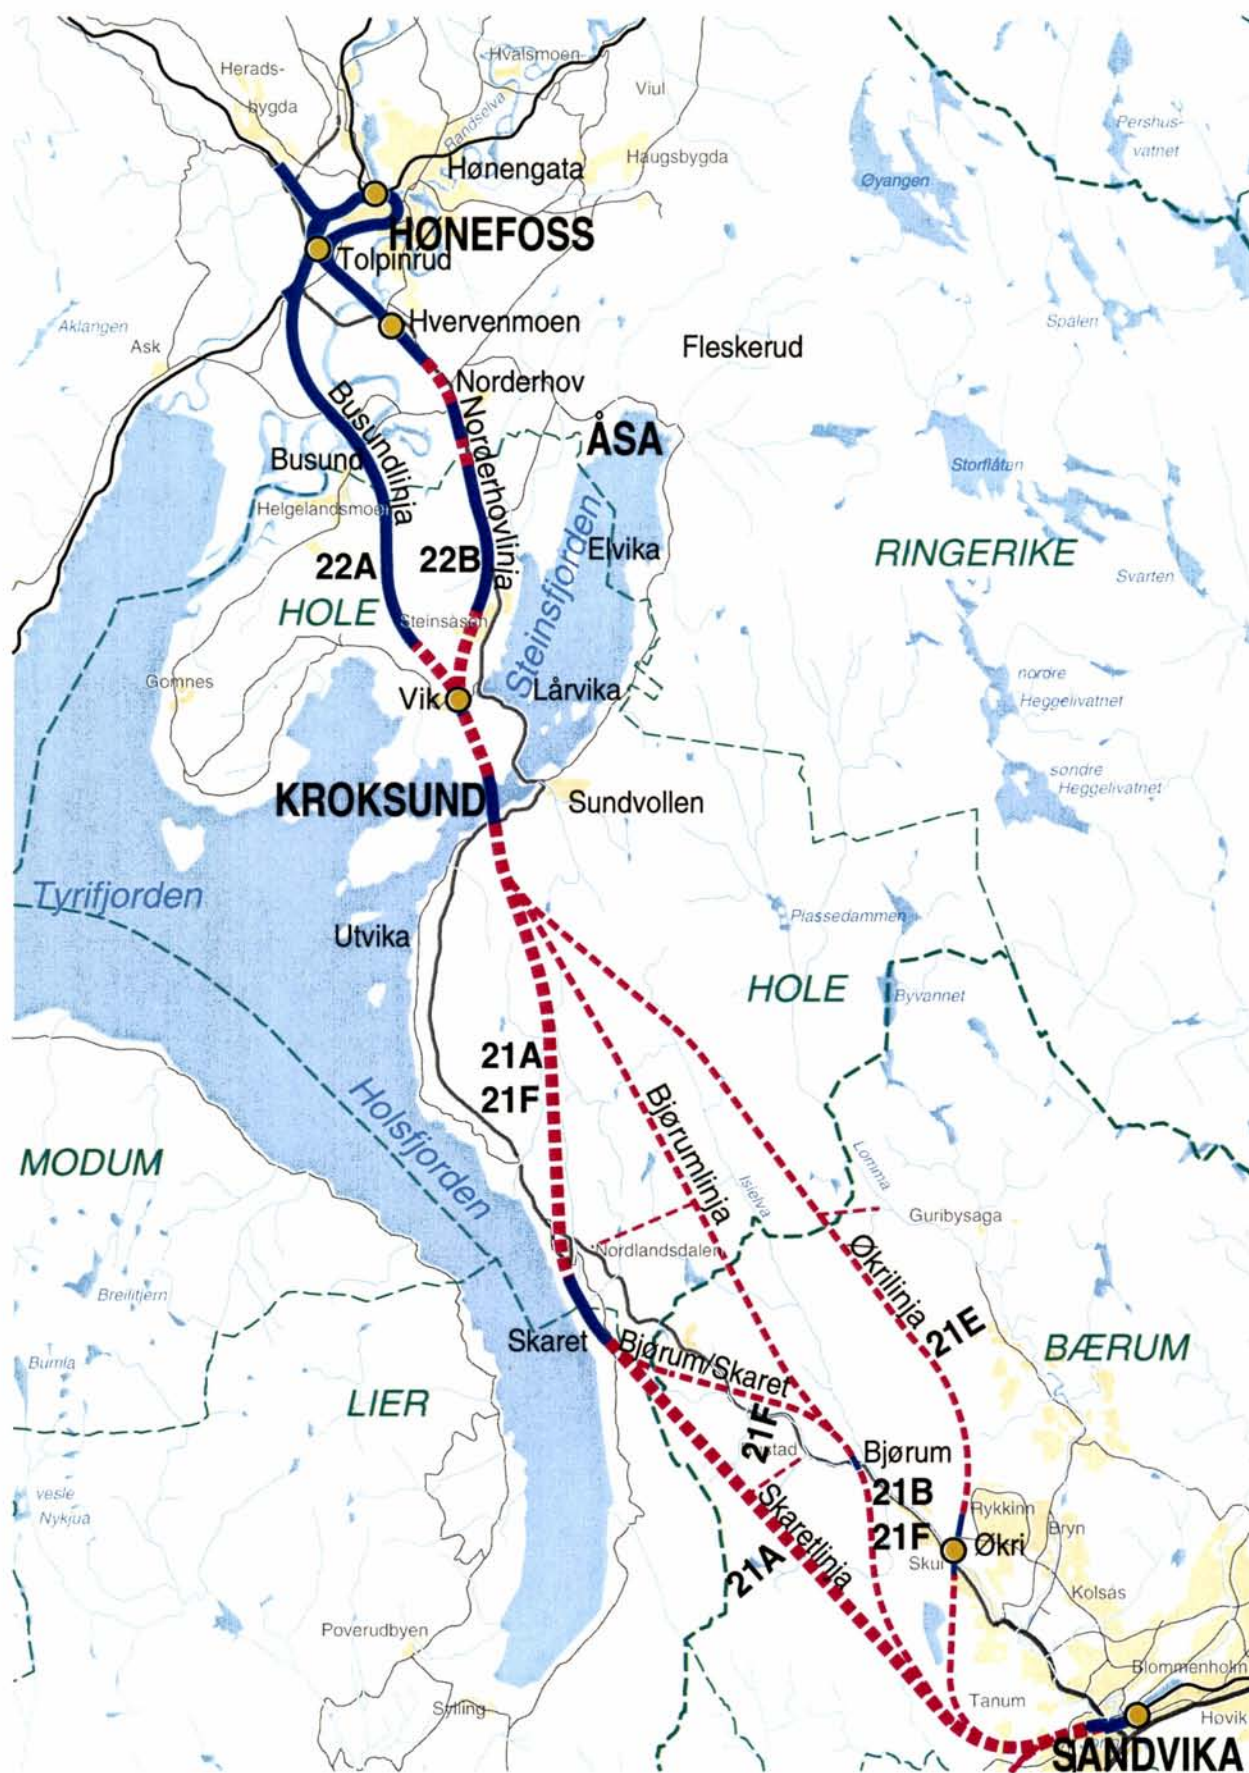 Hvalsmoen
Herads-
bygda
Viul
Pershus-
vatnet
Randselva
Haugsbygda
Hønengata
Øyangen
HØNEFOSS
Tolpinrud
Hvervenmoen
Aklangen
Ask
Spålen
Fleskerud
Norderhov
Busundlinja
Norderhovlinja
ÅSA
Busund
Storflåtan
Helgelandsmoen
Steinsfjorden
Elvika
RINGERIKE
22A
22B
Svarten
HOLE
Steinsåsen
Gomnes
Vik
Lårvika
nordre
Heggelivatnet
KROKSUND
Sundvollen
søndre
Heggelivatnet
Tyrifjorden
Plassedammen
Utvika
HOLE
Byvannet
21A
21F
Holsfjorden
Bjørumlinja
MODUM
Isielva
Lomma
Guribysaga
Nordlandsdalen
Økrilinja
21E
Breilitjern
Skaret
Bjørum/Skaret
BÆRUM
Burnla
LIER
21F
Bjørum
21B
21F
vesle
Nykjua
Skaretlinja
21A
Rykkinn
Bryn
Økri
Skui
Kolsås
Poverudbyen
Blommenholm
Sylling
Tanum
Høvik
SANDVIKA